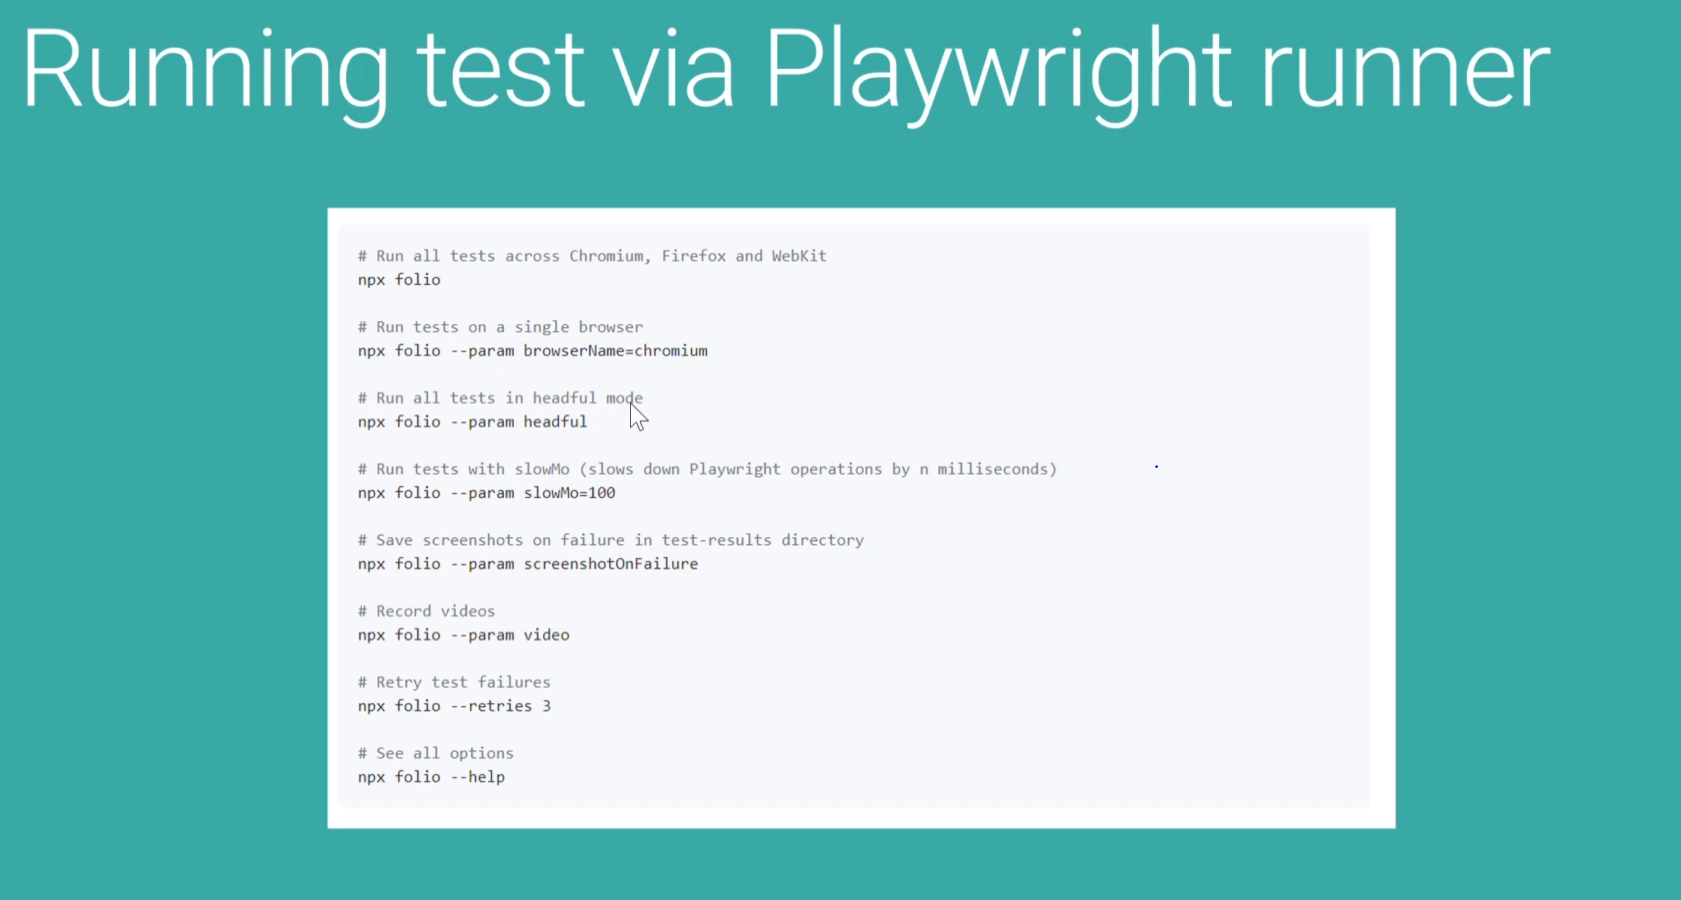 Running test via Playwright runner
# Run all tests across Chromium, Firefox and WebKit
npx folio
# Run tests on a single browser
npx folio --param browserName=chromium
# Run all tests in headful mode
npx folio --param headful
# Run tests with slowMo (slows down Playwright operations by n milliseconds)
npx folio --param slowMo=100
# Save screenshots on failure in test-results directory
npx folio --param screenshotOnFailure
# Record videos
npx folio --param video
# Retry test failures
npx folio --retries 3
# See all options
npx folio --help